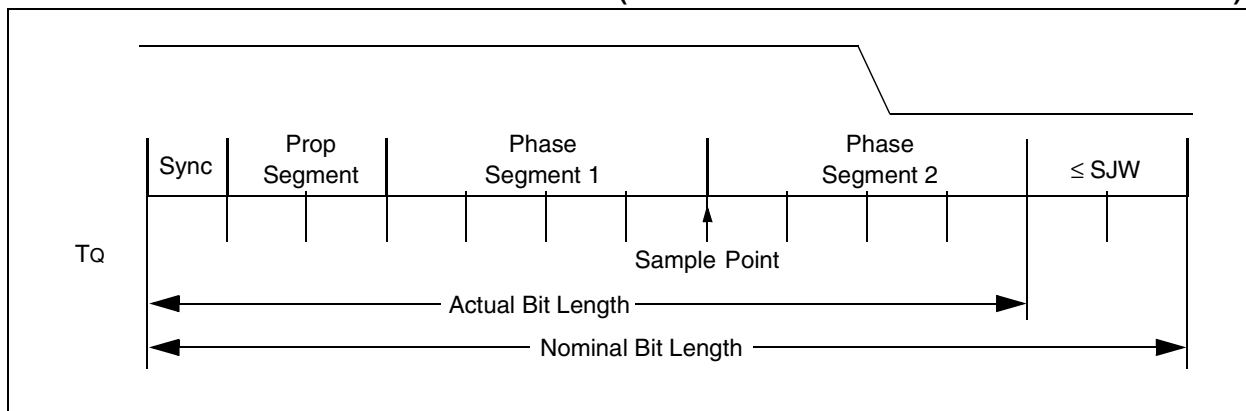 Sync
Prop
Segment
Phase
Segment 1
Phase
Segment 2
≤ SJW
TQ
Sample Point
Actual Bit Length
Nominal Bit Length